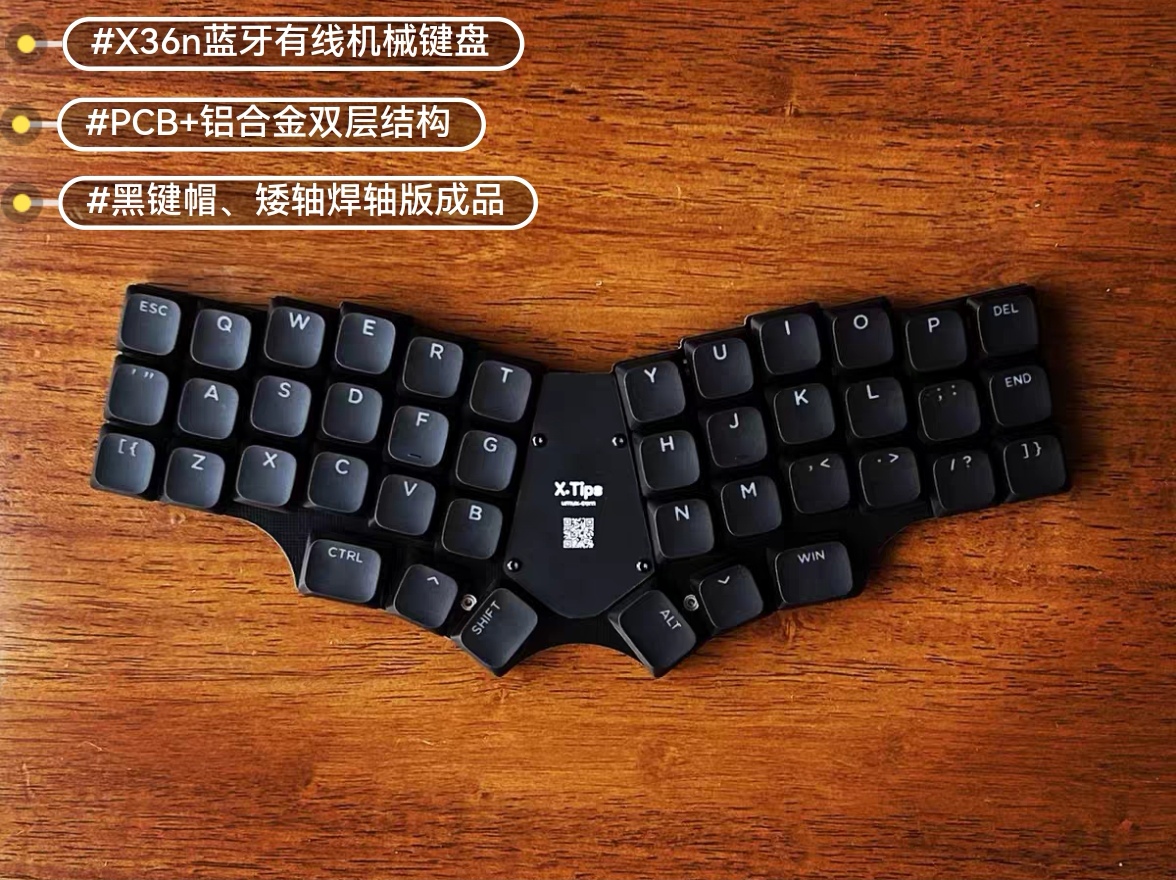 #X36n蓝牙有线机械键盘
#PCB+铝合金双层结构
#黑键帽、矮轴焊轴版成品
ESC Q W E R T Y U I O P DEL
' " A S D F G H J K L ; : END
[ { Z X C V B N M , < . > / ? ] }
CTRL ^ SHIFT ALT ⌄ WIN
X.Tips